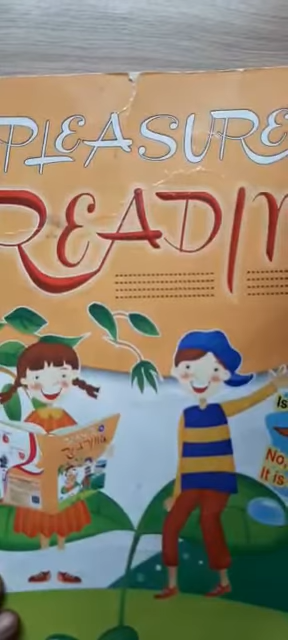 PLEASURE
READIN
Is
No,
It is